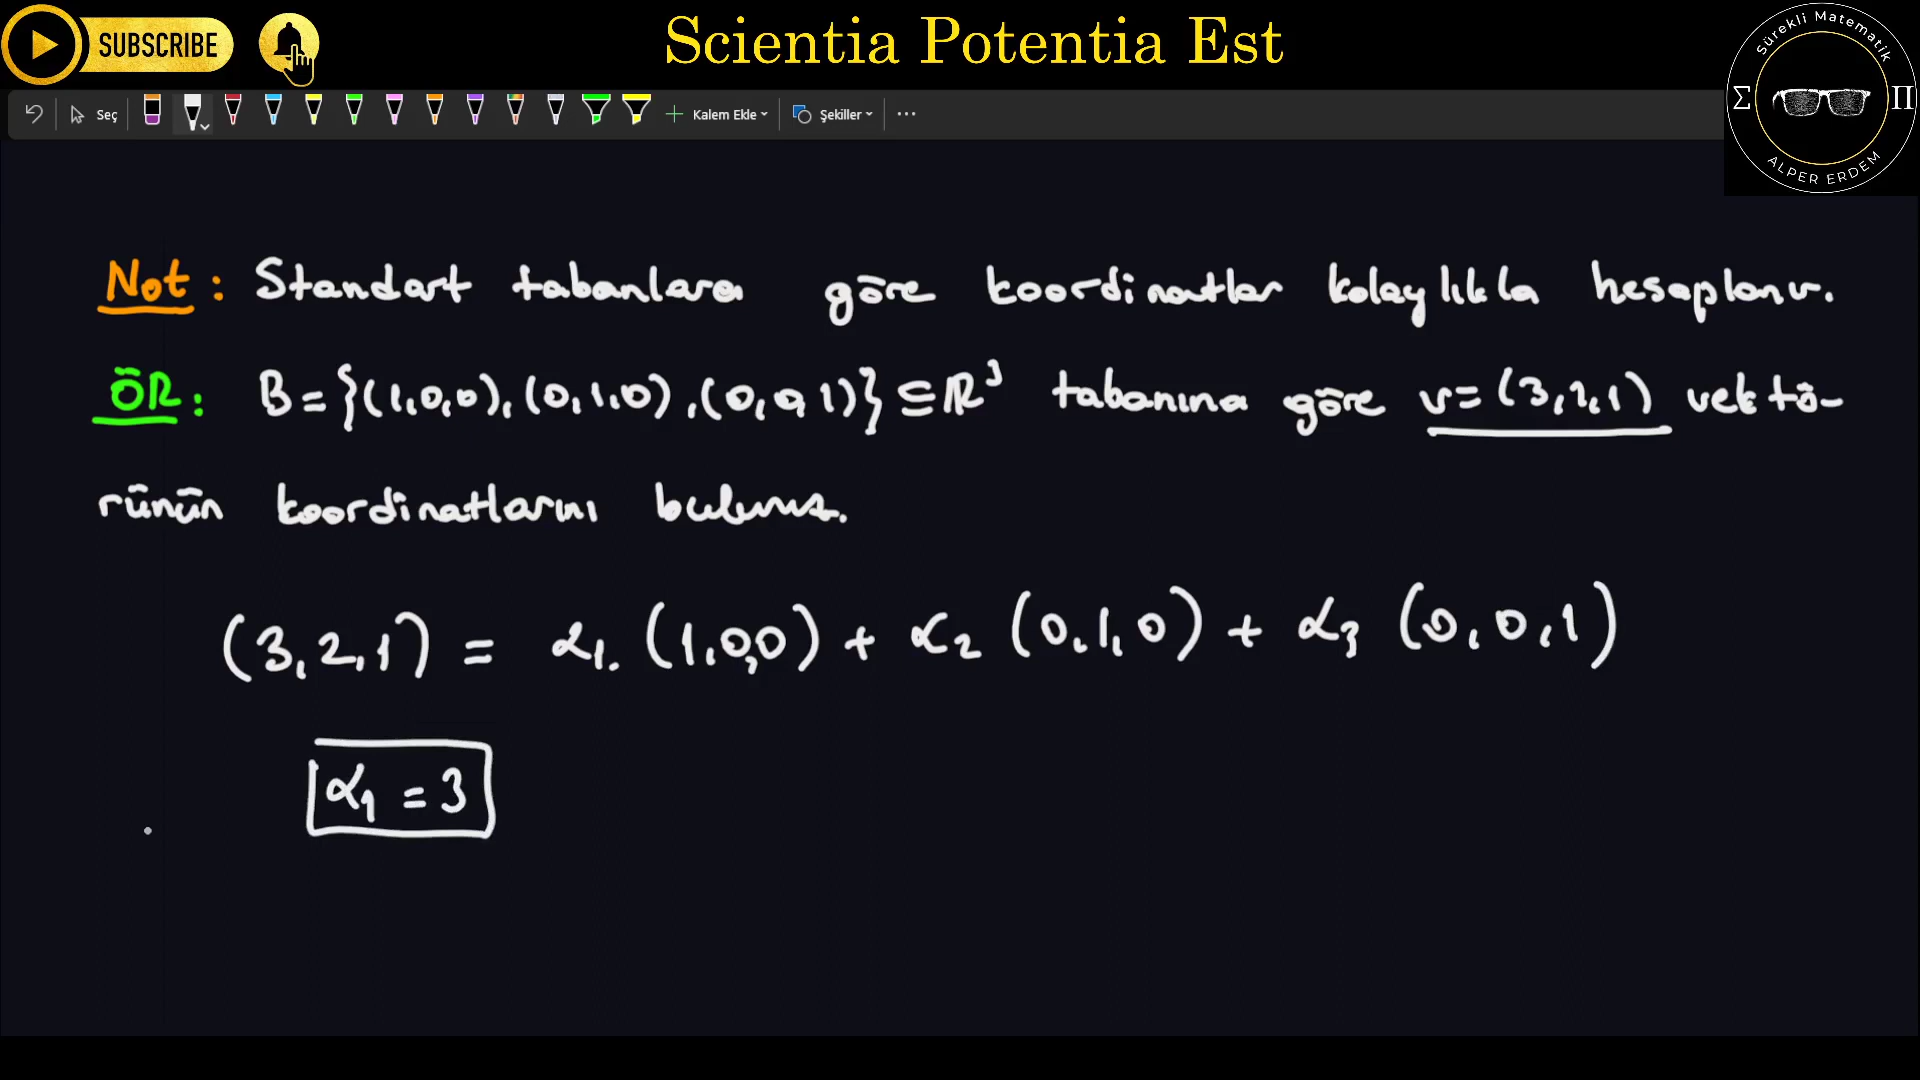 SUBSCRIBE
Scientia Potentia Est
Sürekli Matematik
Σ Π
ALPER ERDEM
Seç
Kalem Ekle
Şekiller
Not: Standart tabanlara göre koordinatlar kolaylıkla hesaplanır.
ÖR: B={(1,0,0),(0,1,0),(0,0,1)}⊆ℝ³ tabanına göre v=(3,2,1) vektö-
rünün koordinatlarını bulunuz.
(3,2,1) = α₁.(1,0,0) + α₂(0,1,0) + α₃(0,0,1)
α₁=3